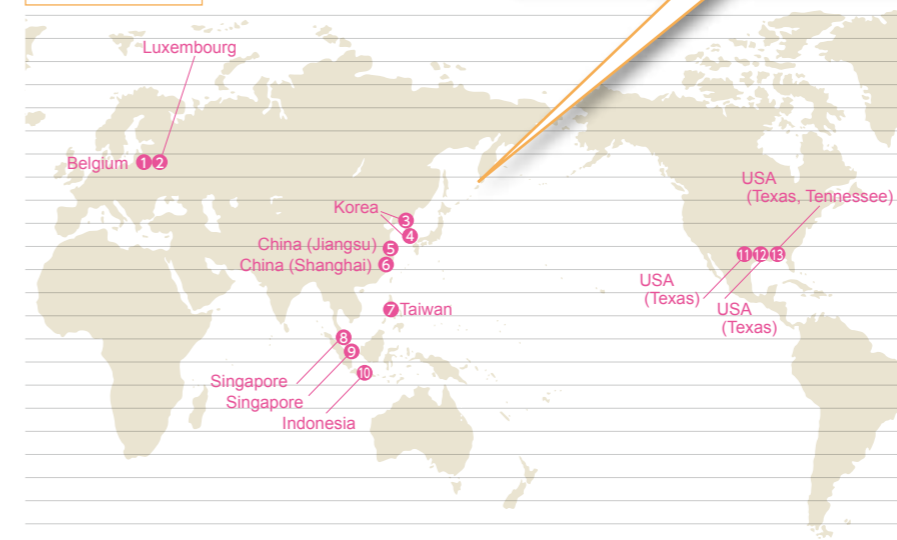 Luxembourg
Belgium 1 2
Korea
3
4
China (Jiangsu) 5
China (Shanghai) 6
7 Taiwan
8
9
10
Singapore
Singapore
Indonesia
USA
(Texas, Tennessee)
11 12 13
USA
(Texas)
USA
(Texas)